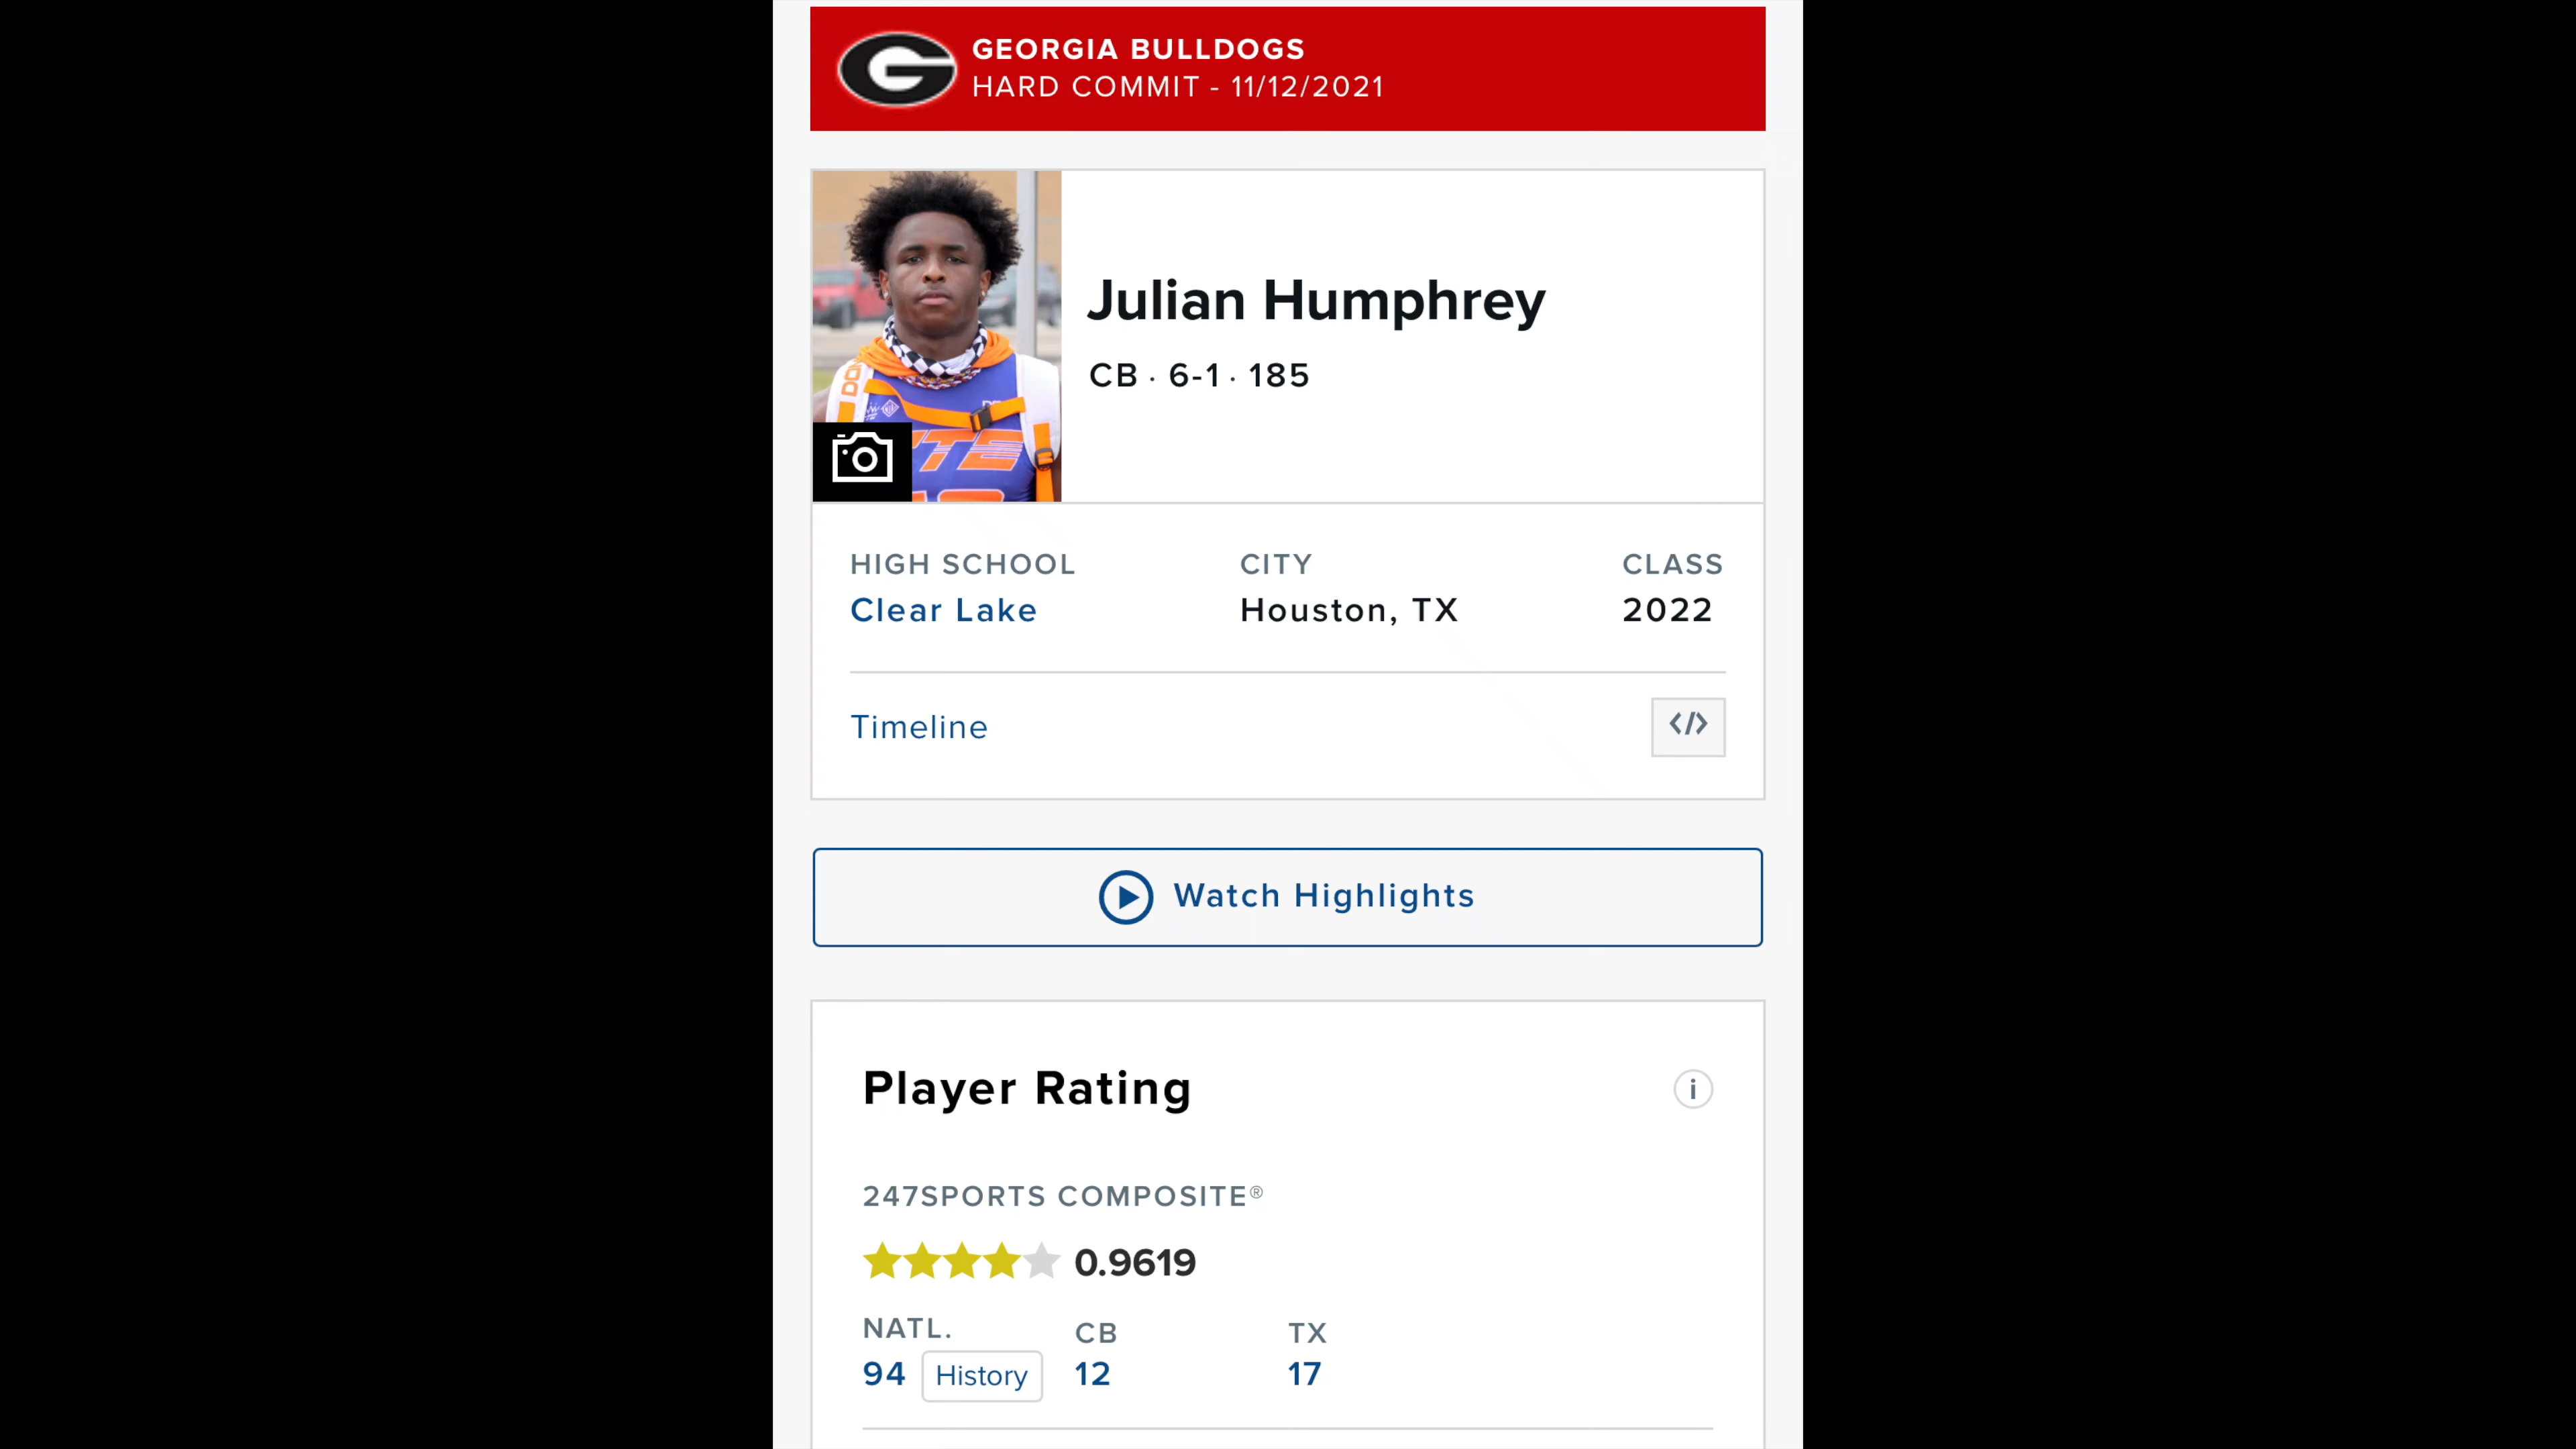 G
GEORGIA BULLDOGS
HARD COMMIT - 11/12/2021
Julian Humphrey
CB · 6-1 · 185
HIGH SCHOOL
Clear Lake
CITY
Houston, TX
CLASS
2022
Timeline
</>
Watch Highlights
Player Rating
i
247SPORTS COMPOSITE®
0.9619
NATL.
94 History
CB
12
TX
17